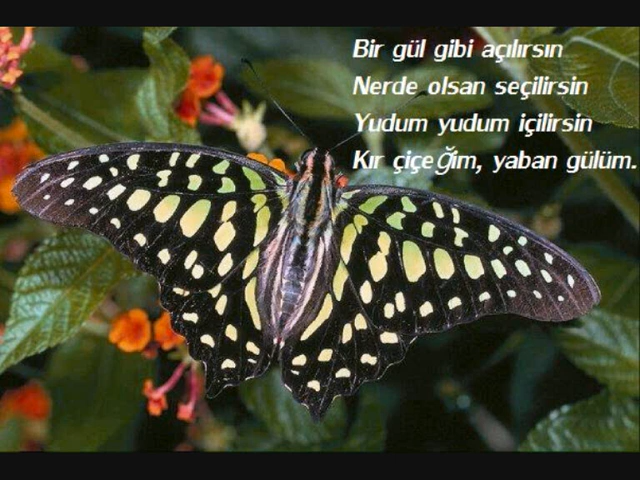 Bir gül gibi açılırsın
Nerde olsan seçilirsin
Yudum yudum içilirsin
Kır çiçeĞim, yaban gülüm.